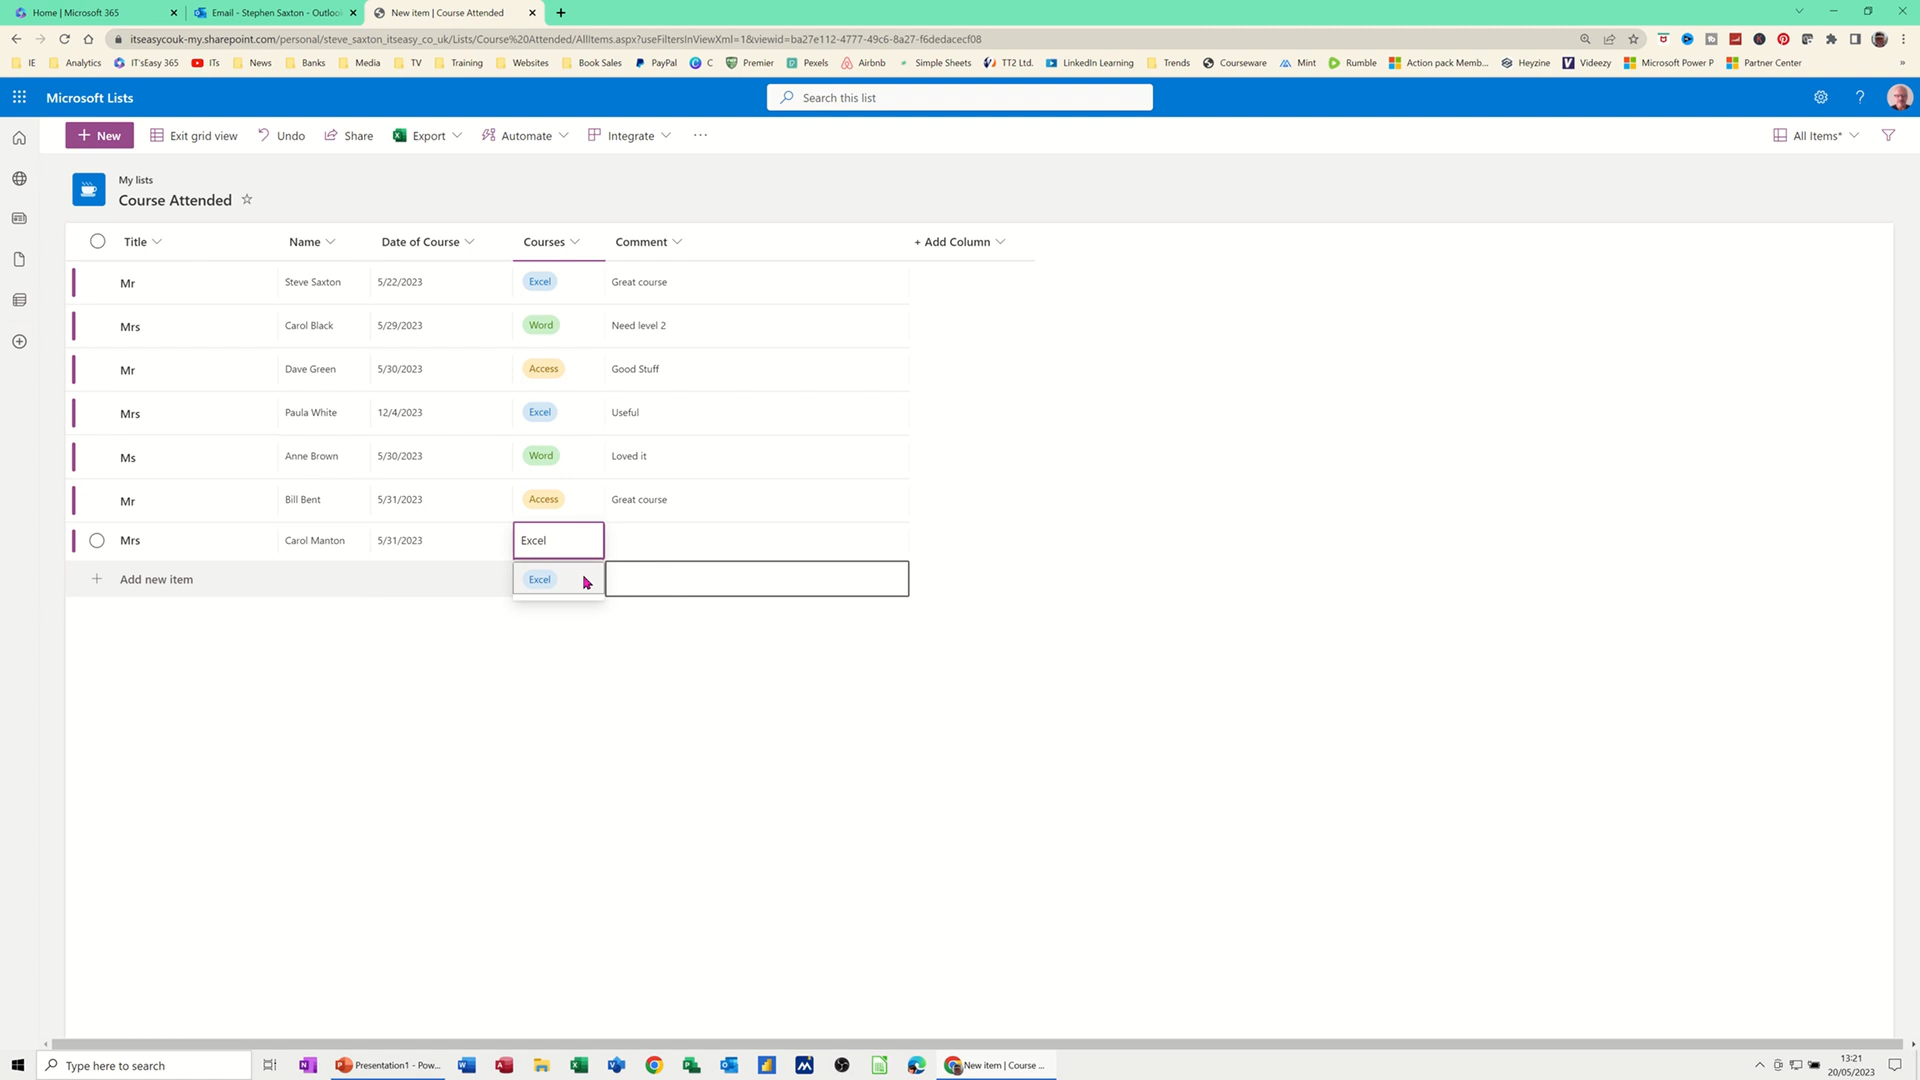 Home | Microsoft 365
Email - Stephen Saxton - Outlook
New item | Course Attended
itseasycouk-my.sharepoint.com/personal/steve_saxton_itseasy_co_uk/Lists/Course%20Attended/AllItems.aspx?useFiltersInViewXml=1&viewid=ba27e112-4777-49c6-8a27-f6dedacecf08
IE Analytics IT'sEasy 365 ITs News Banks Media TV Training Websites Book Sales PayPal C Premier Pexels Airbnb Simple Sheets TT2 Ltd. LinkedIn Learning Trends Courseware Mint Rumble Action pack Memb... Heyzine Videezy Microsoft Power P Partner Center »
Microsoft Lists
Search this list
?
+ New Exit grid view Undo Share Export Automate Integrate ... All Items*
My lists
Course Attended
Title Name Date of Course Courses Comment + Add Column
Mr Steve Saxton 5/22/2023 Excel Great course
Mrs Carol Black 5/29/2023 Word Need level 2
Mr Dave Green 5/30/2023 Access Good Stuff
Mrs Paula White 12/4/2023 Excel Useful
Ms Anne Brown 5/30/2023 Word Loved it
Mr Bill Bent 5/31/2023 Access Great course
Mrs Carol Manton 5/31/2023 Excel
+ Add new item Excel
Type here to search
Presentation1 - Pow...
New item | Course ...
13:21
20/05/2023